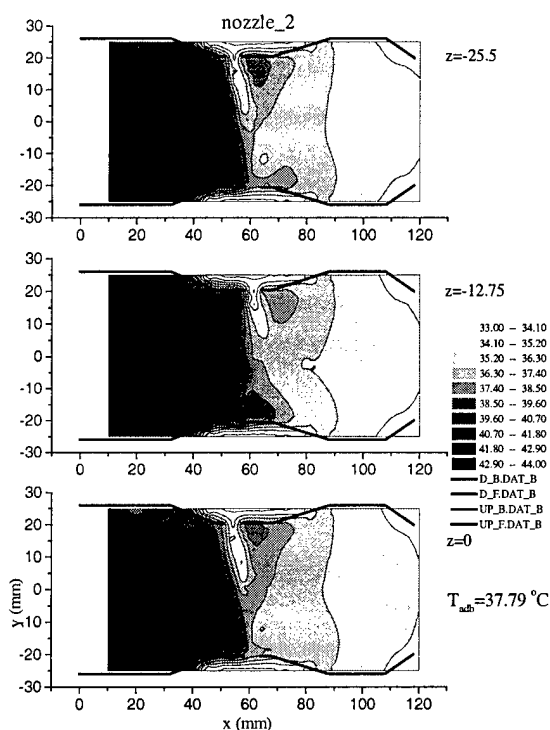 nozzle_2
30
20
10
0
-10
-20
-30
0 20 40 60 80 100 120
z=-25.5
30
20
10
0
-10
-20
-30
0 20 40 60 80 100 120
z=-12.75
33.00 -- 34.10
34.10 -- 35.20
35.20 -- 36.30
36.30 -- 37.40
37.40 -- 38.50
38.50 -- 39.60
39.60 -- 40.70
40.70 -- 41.80
41.80 -- 42.90
42.90 -- 44.00
D_B.DAT_B
D_F.DAT_B
UP_B.DAT_B
UP_F.DAT_B
30
20
10
0
-10
-20
-30
y (mm)
0 20 40 60 80 100 120
x (mm)
z=0
T_adb=37.79 °C